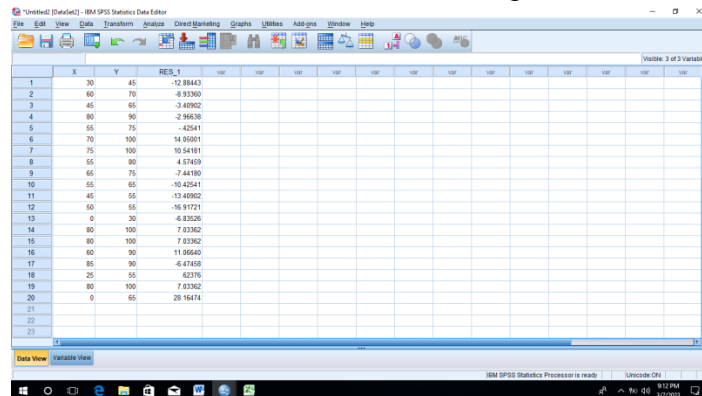 *Untitled2 [DataSet2] - IBM SPSS Statistics Data Editor
File Edit View Data Transform Analyze Direct Marketing Graphs Utilities Add-ons Window Help
Visible: 3 of 3 Variabl
X Y RES_1 var var var var var var var var var var var
1 30 45 -12.88443
2 60 70 -8.93360
3 45 65 -3.40902
4 80 90 -2.96638
5 55 75 -.42541
6 70 100 14.05001
7 75 100 10.54181
8 55 80 4.57459
9 65 75 -7.44180
10 55 65 -10.42541
11 45 55 -13.40902
12 50 55 -16.91721
13 0 30 -6.83526
14 80 100 7.03362
15 80 100 7.03362
16 60 90 11.06640
17 85 90 -6.47458
18 25 55 .62376
19 80 100 7.03362
20 0 65 28.16474
21
22
23
Data View Variable View
IBM SPSS Statistics Processor is ready Unicode:ON
9:12 PM
3/7/2023